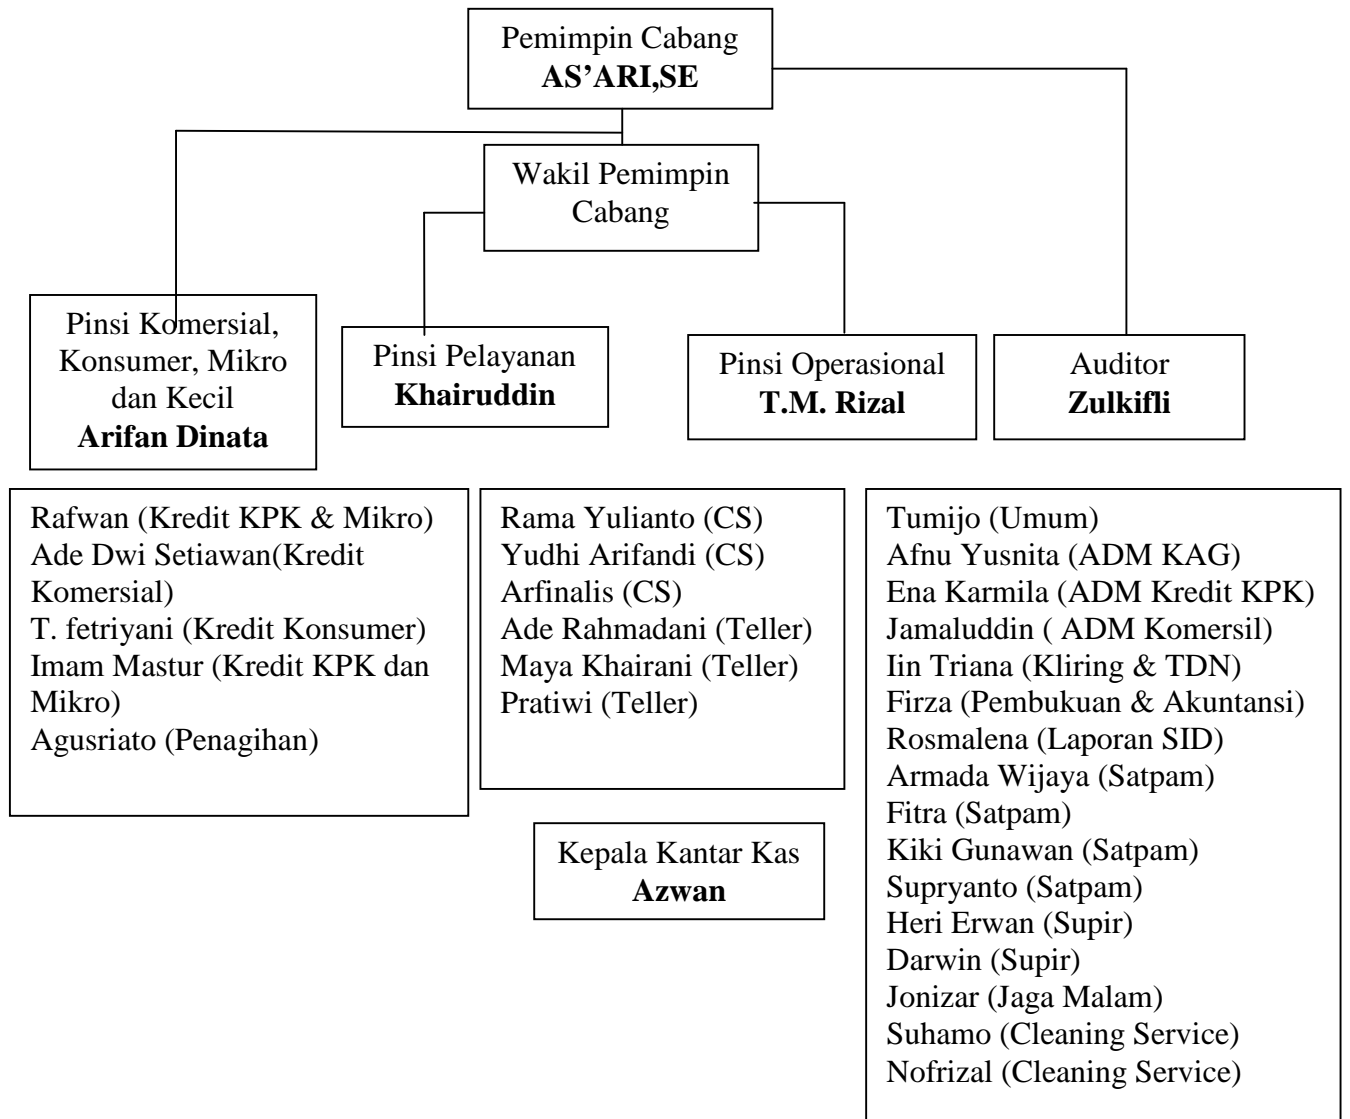 Pemimpin Cabang
AS’ARI,SE
Wakil Pemimpin
Cabang
Pinsi Komersial,
Konsumer, Mikro
dan Kecil
Arifan Dinata
Pinsi Pelayanan
Khairuddin
Pinsi Operasional
T.M. Rizal
Auditor
Zulkifli
Rafwan (Kredit KPK & Mikro)
Ade Dwi Setiawan(Kredit
Komersial)
T. fetriyani (Kredit Konsumer)
Imam Mastur (Kredit KPK dan
Mikro)
Agusriato (Penagihan)
Rama Yulianto (CS)
Yudhi Arifandi (CS)
Arfinalis (CS)
Ade Rahmadani (Teller)
Maya Khairani (Teller)
Pratiwi (Teller)
Kepala Kantar Kas
Azwan
Tumijo (Umum)
Afnu Yusnita (ADM KAG)
Ena Karmila (ADM Kredit KPK)
Jamaluddin ( ADM Komersil)
Iin Triana (Kliring & TDN)
Firza (Pembukuan & Akuntansi)
Rosmalena (Laporan SID)
Armada Wijaya (Satpam)
Fitra (Satpam)
Kiki Gunawan (Satpam)
Supryanto (Satpam)
Heri Erwan (Supir)
Darwin (Supir)
Jonizar (Jaga Malam)
Suhamo (Cleaning Service)
Nofrizal (Cleaning Service)